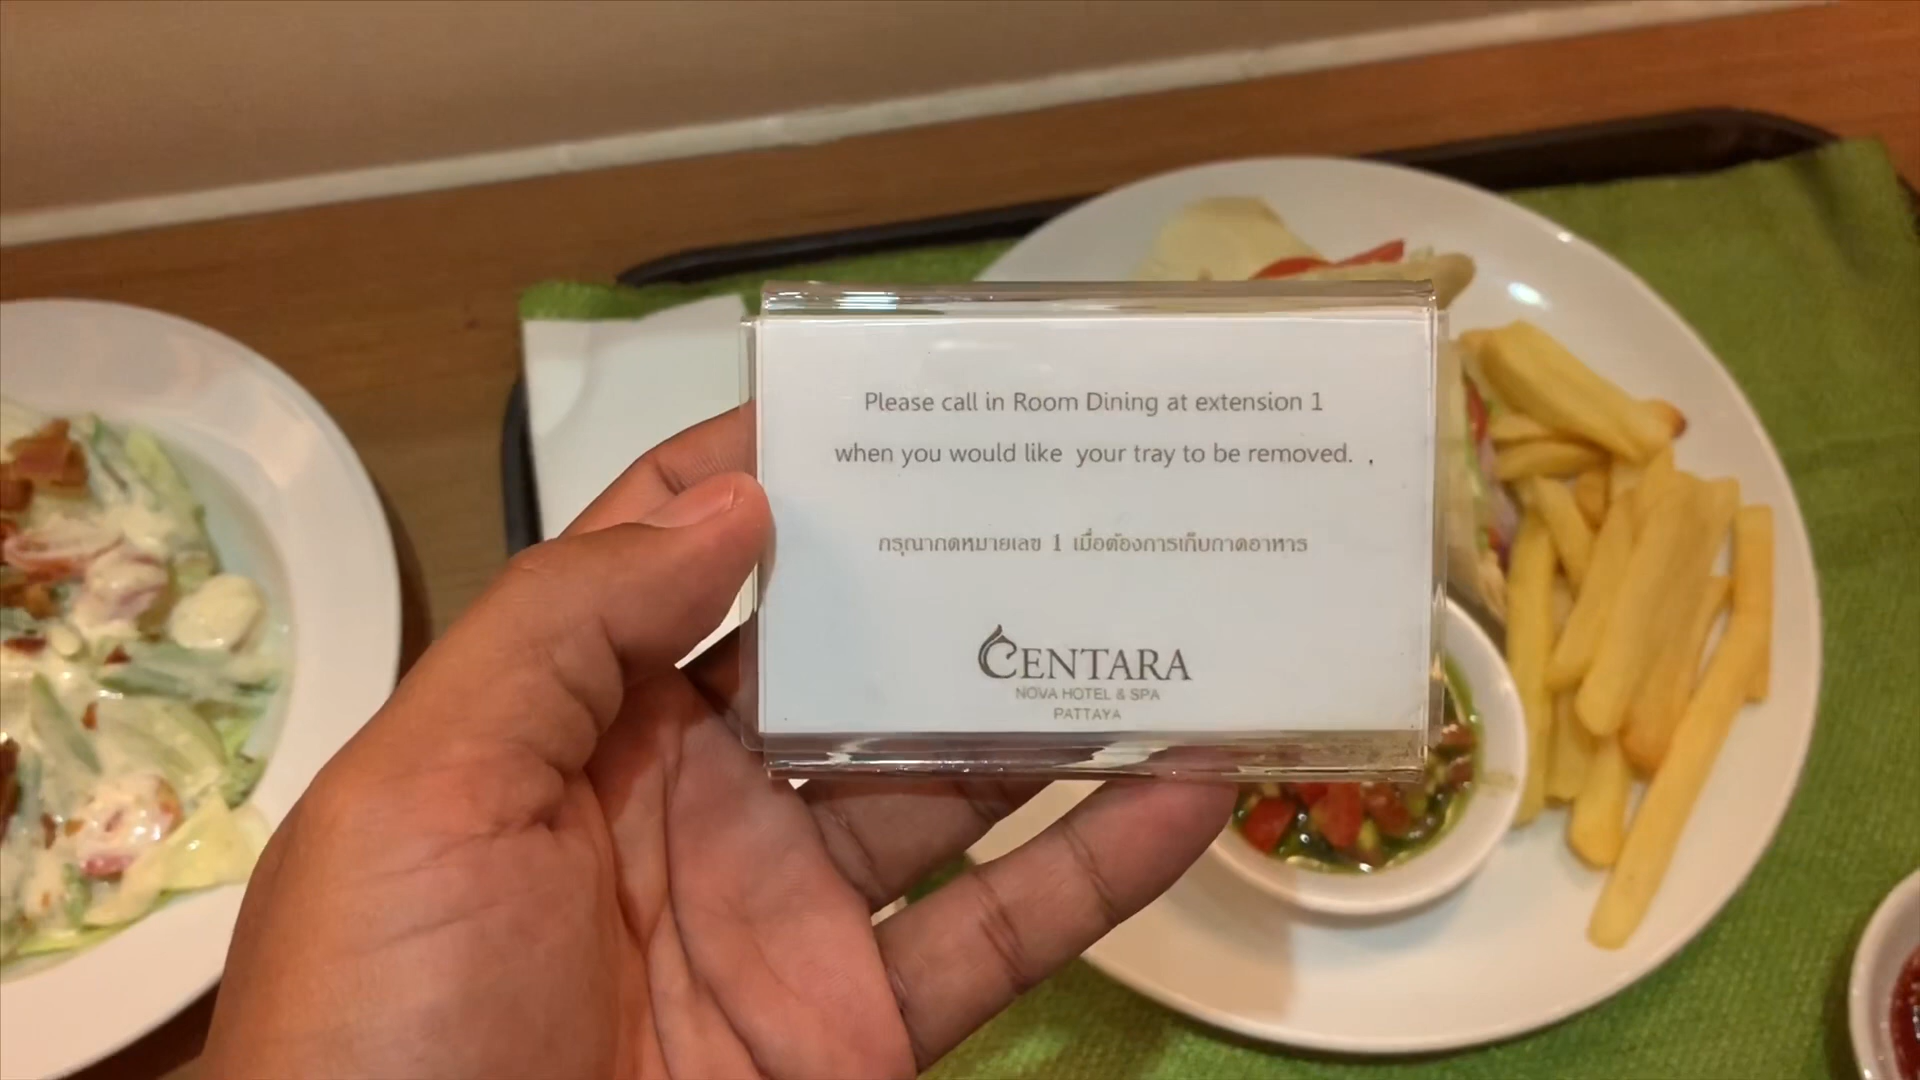 Please call in Room Dining at extension 1
when you would like your tray to be removed. .
กรุณากดหมายเลข 1 เมื่อต้องการเก็บถาดอาหาร
CENTARA
NOVA HOTEL & SPA
PATTAYA